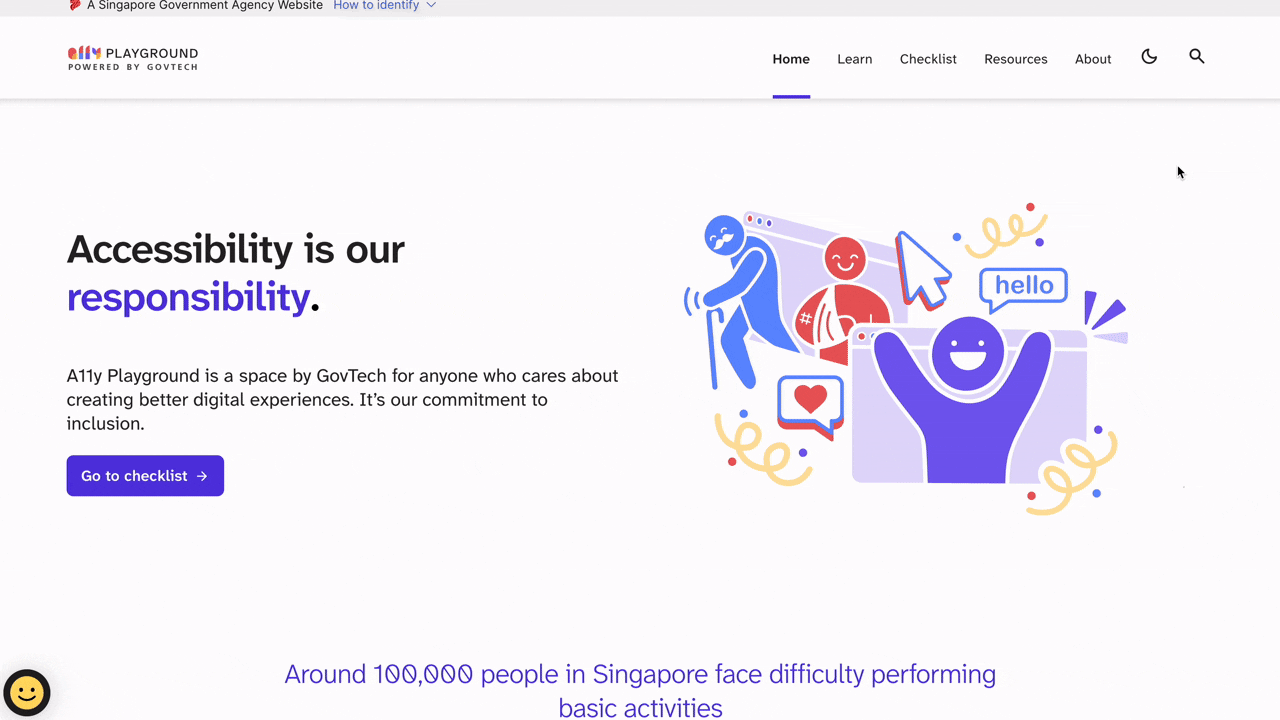 A Singapore Government Agency Website How to identify
a11y PLAYGROUND
POWERED BY GOVTECH
Home Learn Checklist Resources About
Accessibility is our
responsibility.
hello
A11y Playground is a space by GovTech for anyone who cares about
creating better digital experiences. It’s our commitment to
inclusion.
Go to checklist →
Around 100,000 people in Singapore face difficulty performing
basic activities